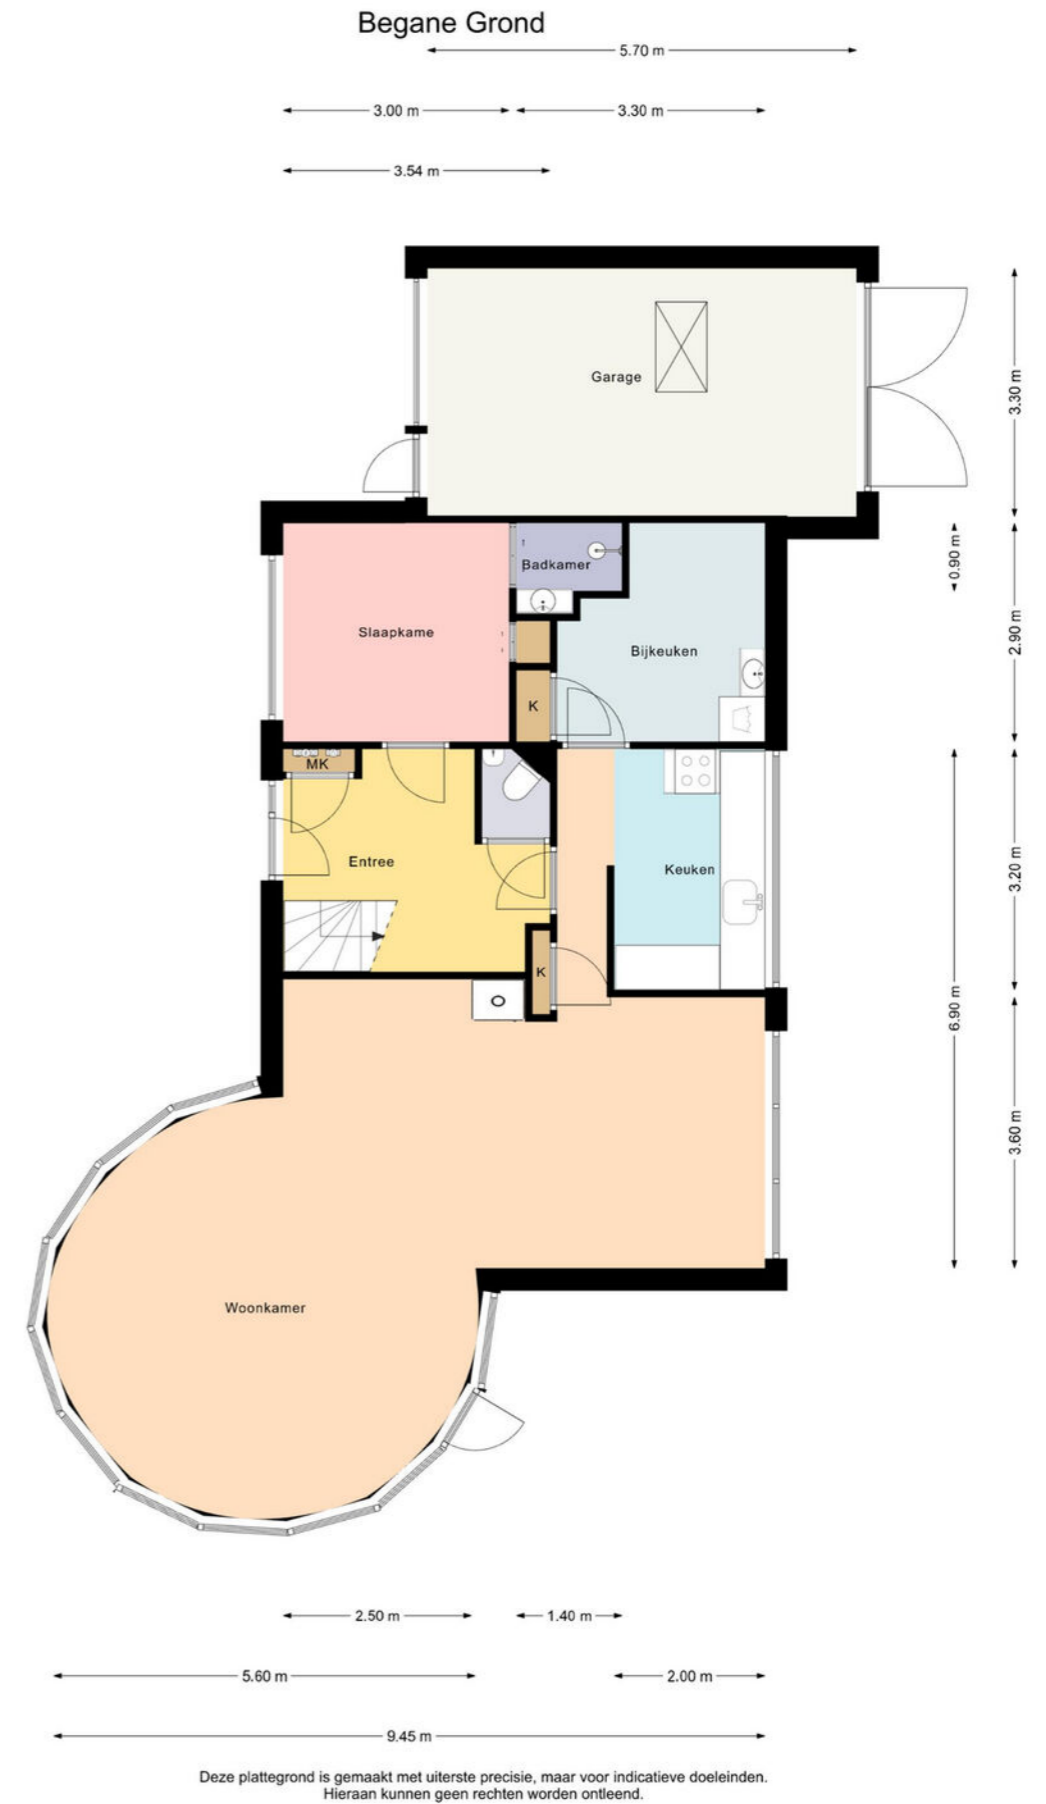 Begane Grond
5.70 m
3.00 m
3.30 m
3.54 m
Garage
3.30 m
0.90 m
Badkamer
Slaapkame
Bijkeuken
2.90 m
K
MK
Entree
Keuken
3.20 m
K
6.90 m
3.60 m
Woonkamer
2.50 m
1.40 m
5.60 m
2.00 m
9.45 m
Deze plattegrond is gemaakt met uiterste precisie, maar voor indicatieve doeleinden.
Hieraan kunnen geen rechten worden ontleend.